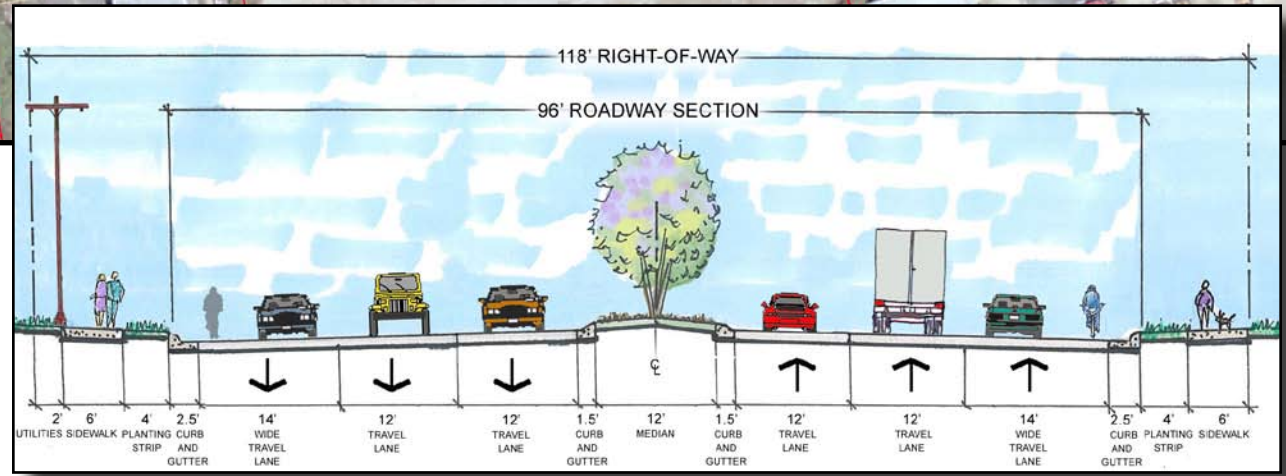 118' RIGHT-OF-WAY
96' ROADWAY SECTION
℄
2' 6' 4' 2.5' 14' 12' 12' 1.5' 12' 1.5' 12' 12' 14' 2.5' 4' 6'
UTILITIES SIDEWALK PLANTING CURB WIDE TRAVEL TRAVEL CURB MEDIAN CURB TRAVEL TRAVEL WIDE CURB PLANTING SIDEWALK
STRIP AND TRAVEL LANE LANE AND AND LANE LANE TRAVEL AND STRIP
GUTTER LANE GUTTER GUTTER LANE GUTTER